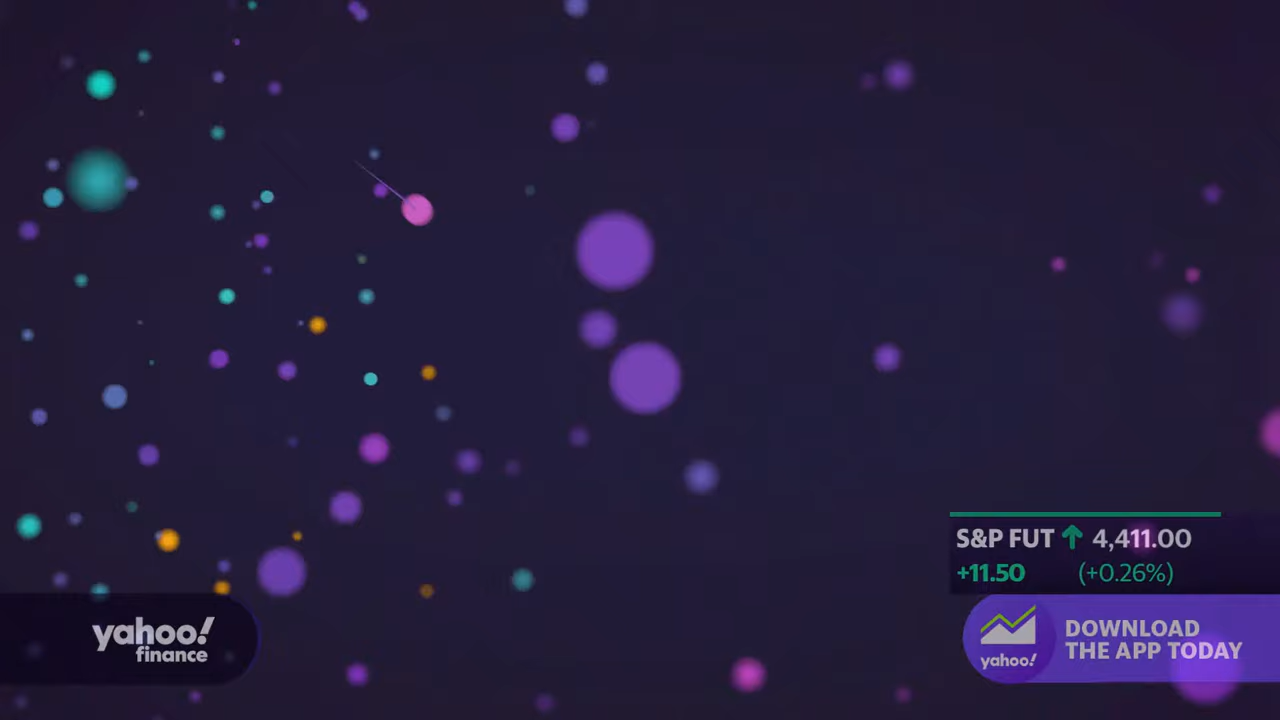 S&P FUT 4,411.00
+11.50 (+0.26%)
yahoo!
finance
yahoo!
DOWNLOAD
THE APP TODAY